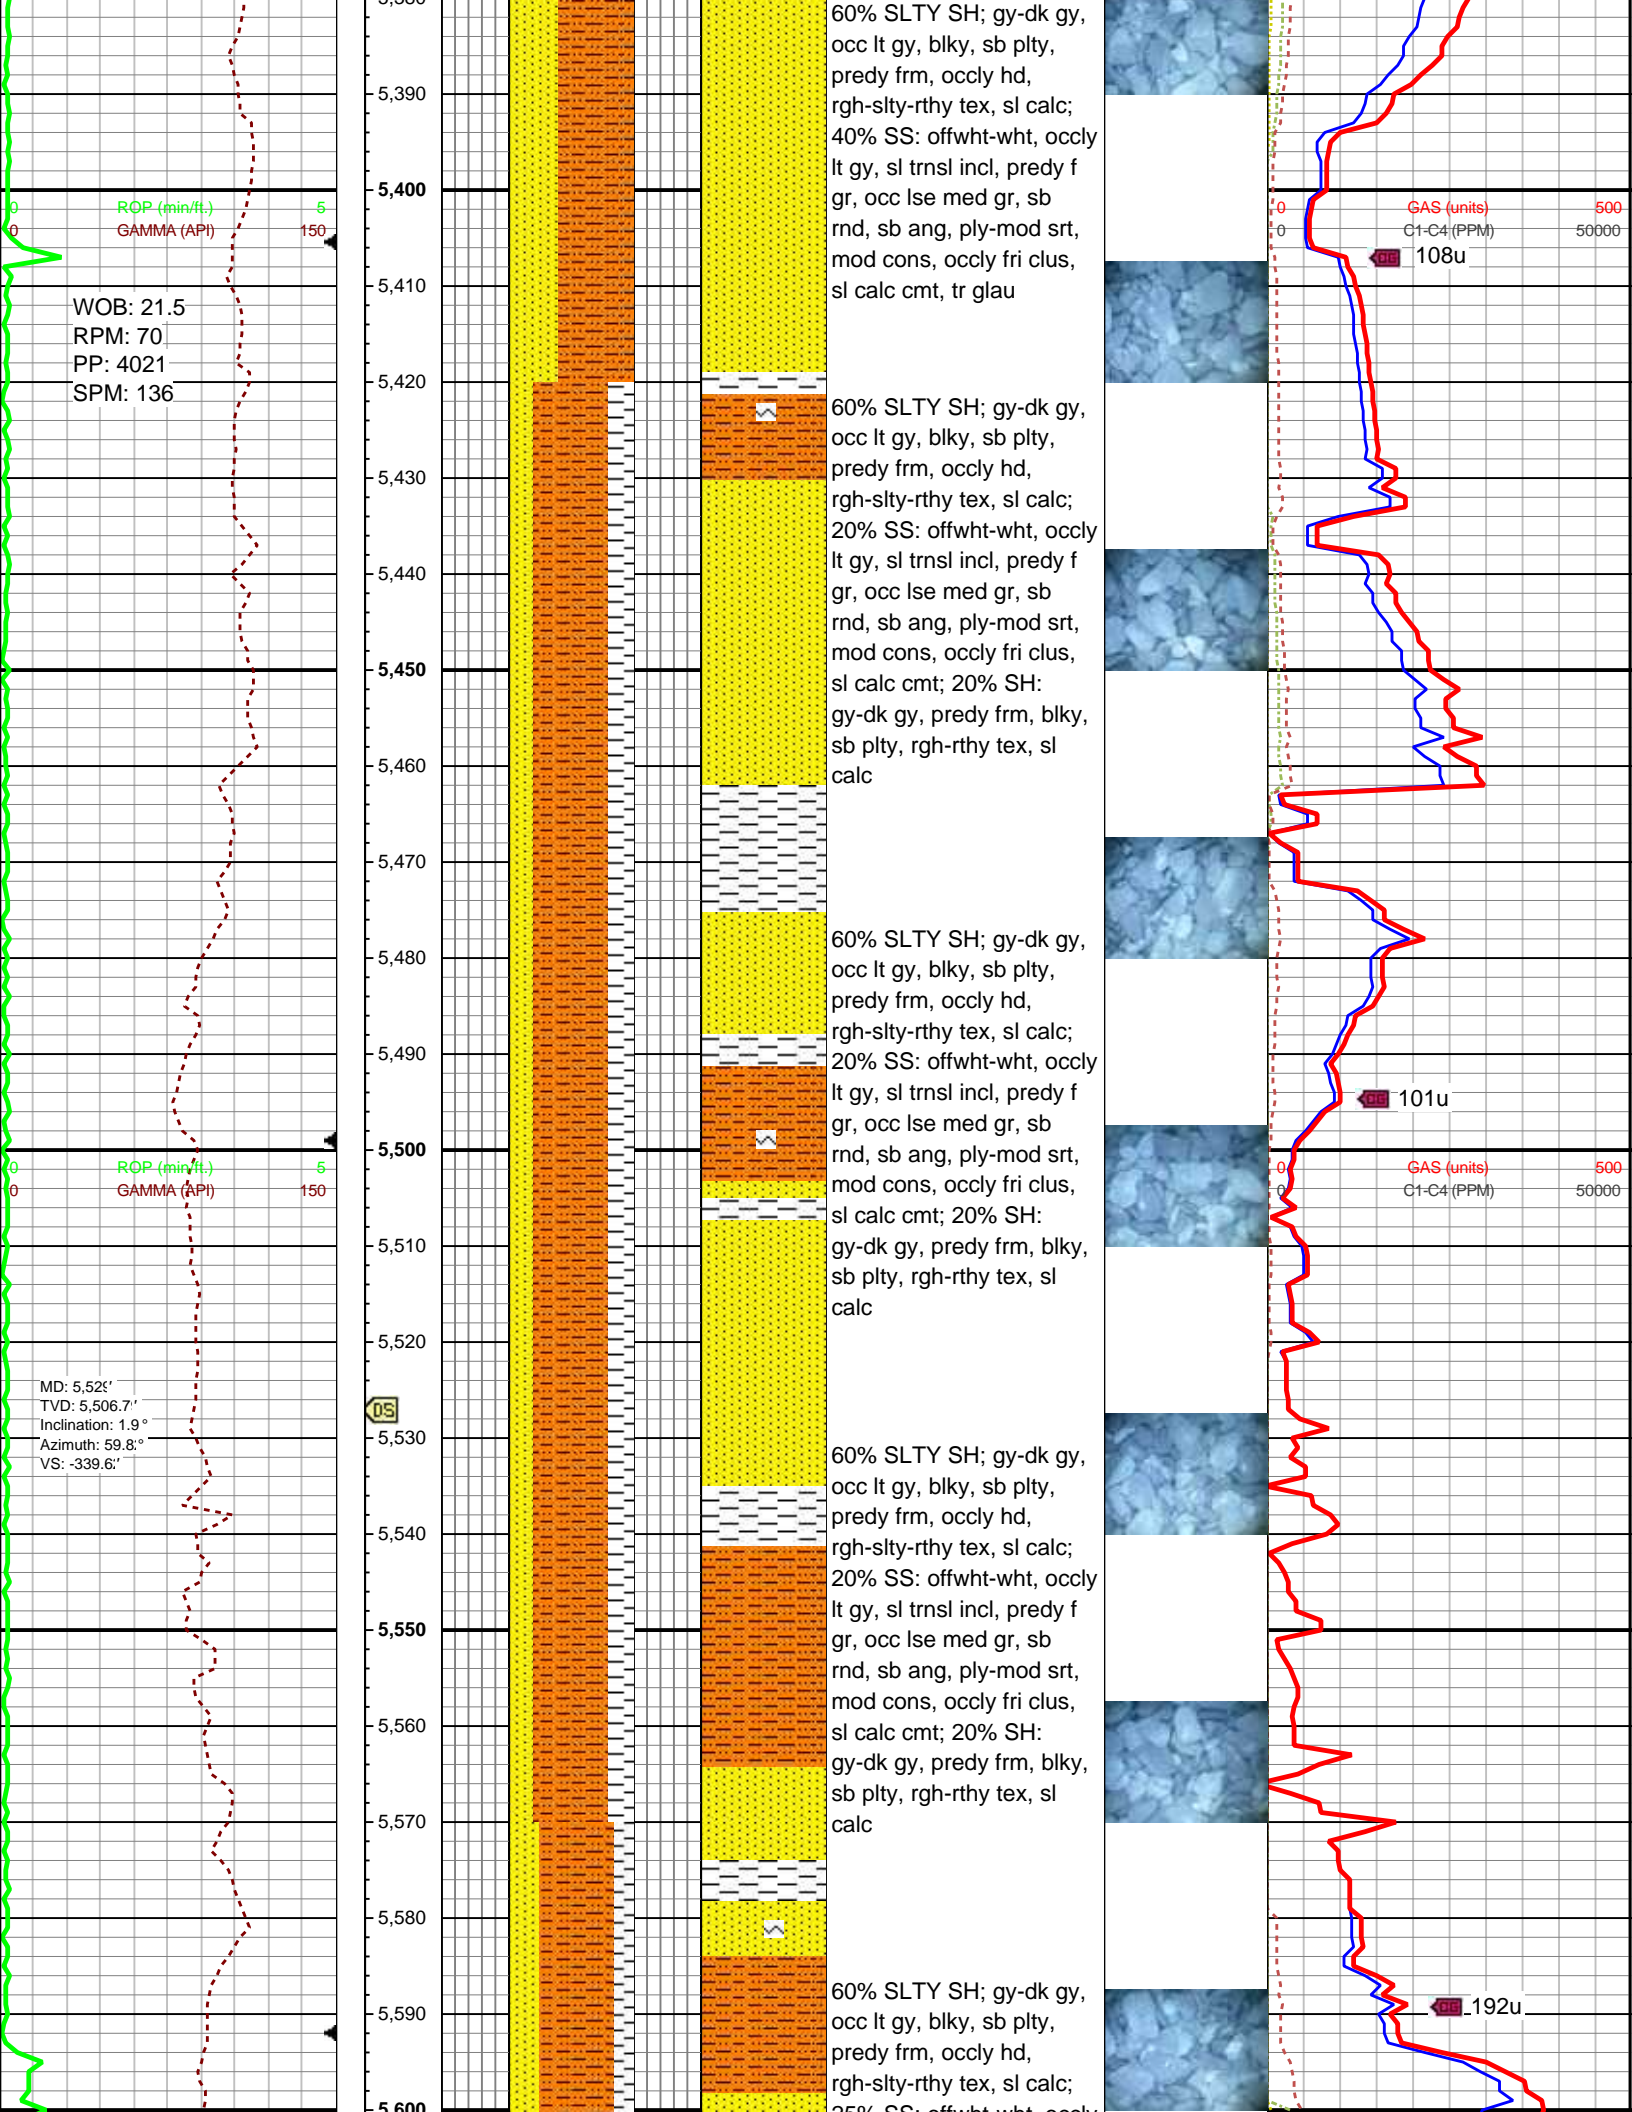 60% SLTY SH; gy-dk gy,
occ lt gy, blky, sb plty,
predy frm, occly hd,
rgh-slty-rthy tex, sl calc;
40% SS: offwht-wht, occly
lt gy, sl trnsl incl, predy f
gr, occ lse med gr, sb
rnd, sb ang, ply-mod srt,
mod cons, occly fri clus,
sl calc cmt, tr glau
5,390
5,400
0 ROP (min/ft.) 5
0 GAMMA (API) 150
0 GAS (units) 500
0 C1-C4 (PPM) 50000
CG 108u
5,410
WOB: 21.5
RPM: 70
PP: 4021
SPM: 136
5,420
60% SLTY SH; gy-dk gy,
occ lt gy, blky, sb plty,
predy frm, occly hd,
rgh-slty-rthy tex, sl calc;
20% SS: offwht-wht, occly
lt gy, sl trnsl incl, predy f
gr, occ lse med gr, sb
rnd, sb ang, ply-mod srt,
mod cons, occly fri clus,
sl calc cmt; 20% SH:
gy-dk gy, predy frm, blky,
sb plty, rgh-rthy tex, sl
calc
5,430
5,440
5,450
5,460
5,470
5,480
60% SLTY SH; gy-dk gy,
occ lt gy, blky, sb plty,
predy frm, occly hd,
rgh-slty-rthy tex, sl calc;
20% SS: offwht-wht, occly
lt gy, sl trnsl incl, predy f
gr, occ lse med gr, sb
rnd, sb ang, ply-mod srt,
mod cons, occly fri clus,
sl calc cmt; 20% SH:
gy-dk gy, predy frm, blky,
sb plty, rgh-rthy tex, sl
calc
5,490
CG 101u
5,500
0 ROP (min/ft.) 5
0 GAMMA (API) 150
0 GAS (units) 500
0 C1-C4 (PPM) 50000
5,510
5,520
MD: 5,529'
TVD: 5,506.7
Inclination: 1.9°
Azimuth: 59.8
VS: -339.6
DS
5,530
60% SLTY SH; gy-dk gy,
occ lt gy, blky, sb plty,
predy frm, occly hd,
rgh-slty-rthy tex, sl calc;
20% SS: offwht-wht, occly
lt gy, sl trnsl incl, predy f
gr, occ lse med gr, sb
rnd, sb ang, ply-mod srt,
mod cons, occly fri clus,
sl calc cmt; 20% SH:
gy-dk gy, predy frm, blky,
sb plty, rgh-rthy tex, sl
calc
5,540
5,550
5,560
5,570
5,580
5,590
CG 192u
60% SLTY SH; gy-dk gy,
occ lt gy, blky, sb plty,
predy frm, occly hd,
rgh-slty-rthy tex, sl calc;
5,600